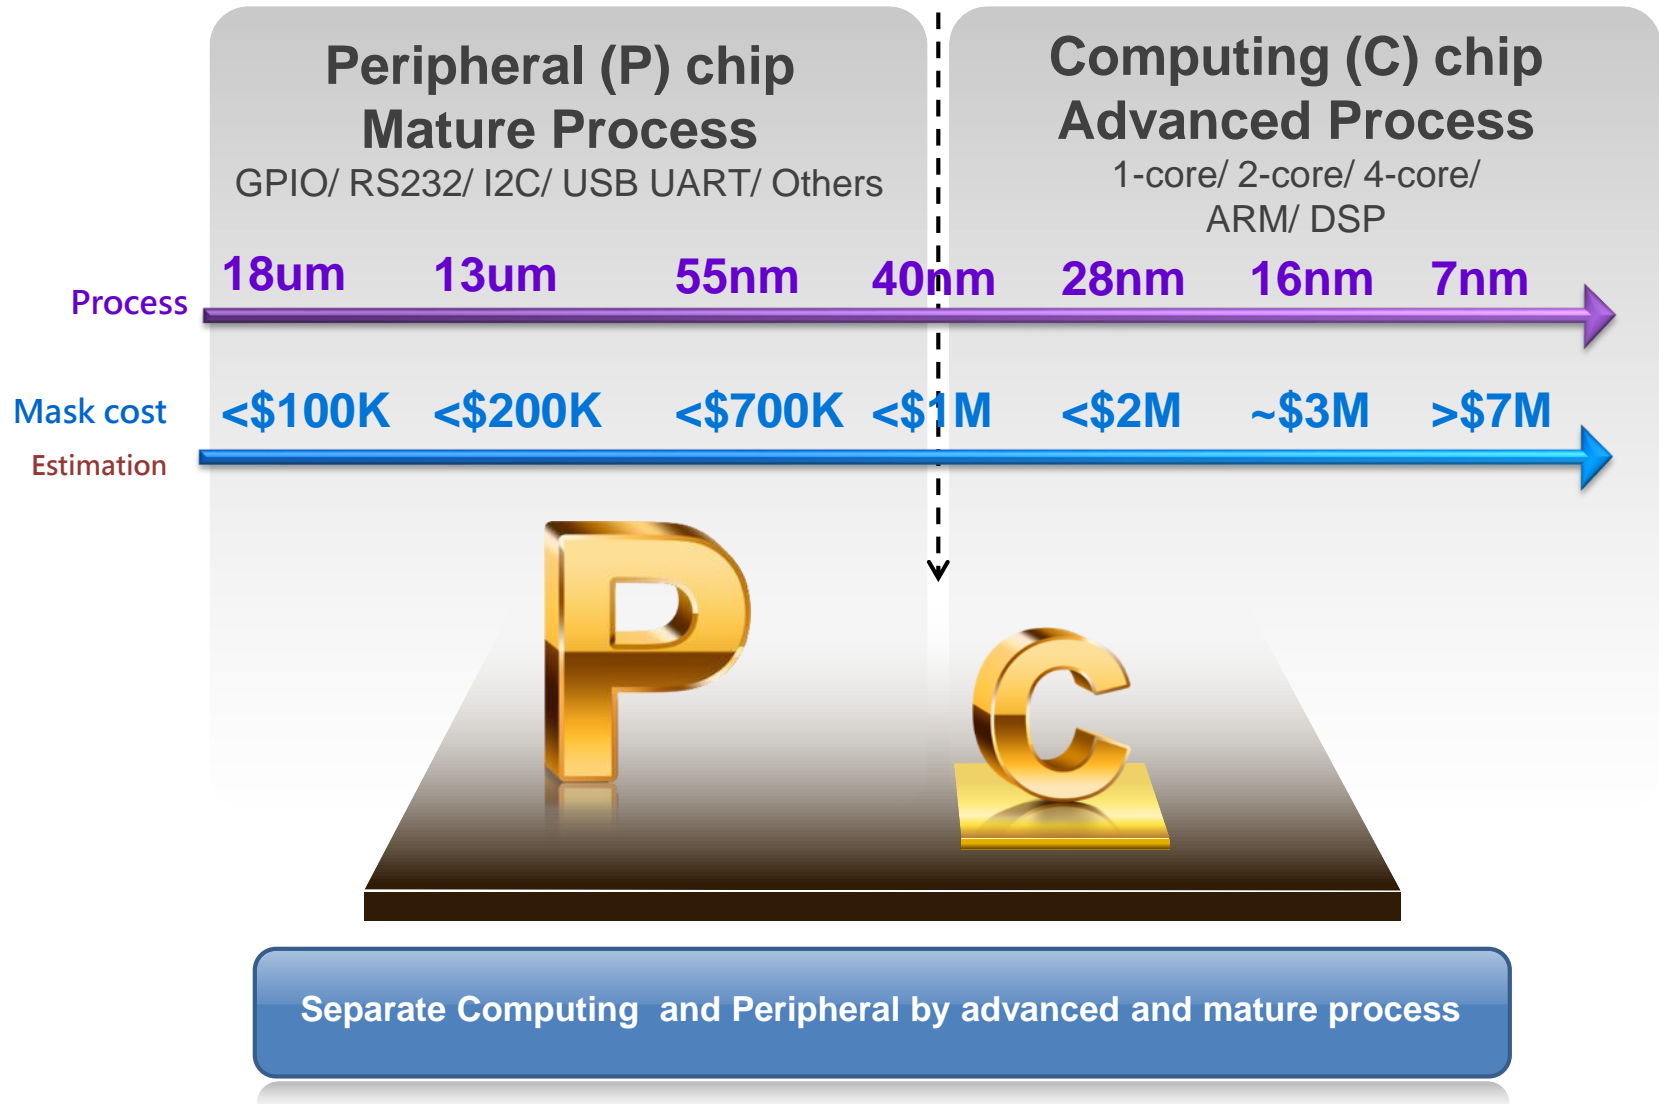 Peripheral (P) chip
Mature Process
GPIO/ RS232/ I2C/ USB UART/ Others
Computing (C) chip
Advanced Process
1-core/ 2-core/ 4-core/
ARM/ DSP
Process 18um 13um 55nm 40nm 28nm 16nm 7nm
Mask cost <$100K <$200K <$700K <$1M <$2M ~$3M >$7M
Estimation
P C
Separate Computing and Peripheral by advanced and mature process